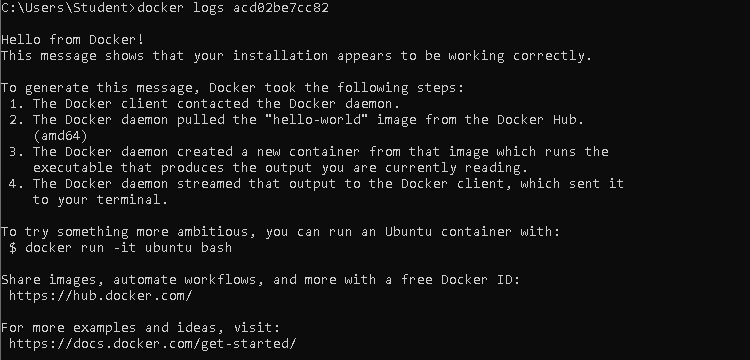 C:\Users\Student>docker logs acd02be7cc82
Hello from Docker!
This message shows that your installation appears to be working correctly.
To generate this message, Docker took the following steps:
1. The Docker client contacted the Docker daemon.
2. The Docker daemon pulled the "hello-world" image from the Docker Hub.
(amd64)
3. The Docker daemon created a new container from that image which runs the
executable that produces the output you are currently reading.
4. The Docker daemon streamed that output to the Docker client, which sent it
to your terminal.
To try something more ambitious, you can run an Ubuntu container with:
$ docker run -it ubuntu bash
Share images, automate workflows, and more with a free Docker ID:
https://hub.docker.com/
For more examples and ideas, visit:
https://docs.docker.com/get-started/